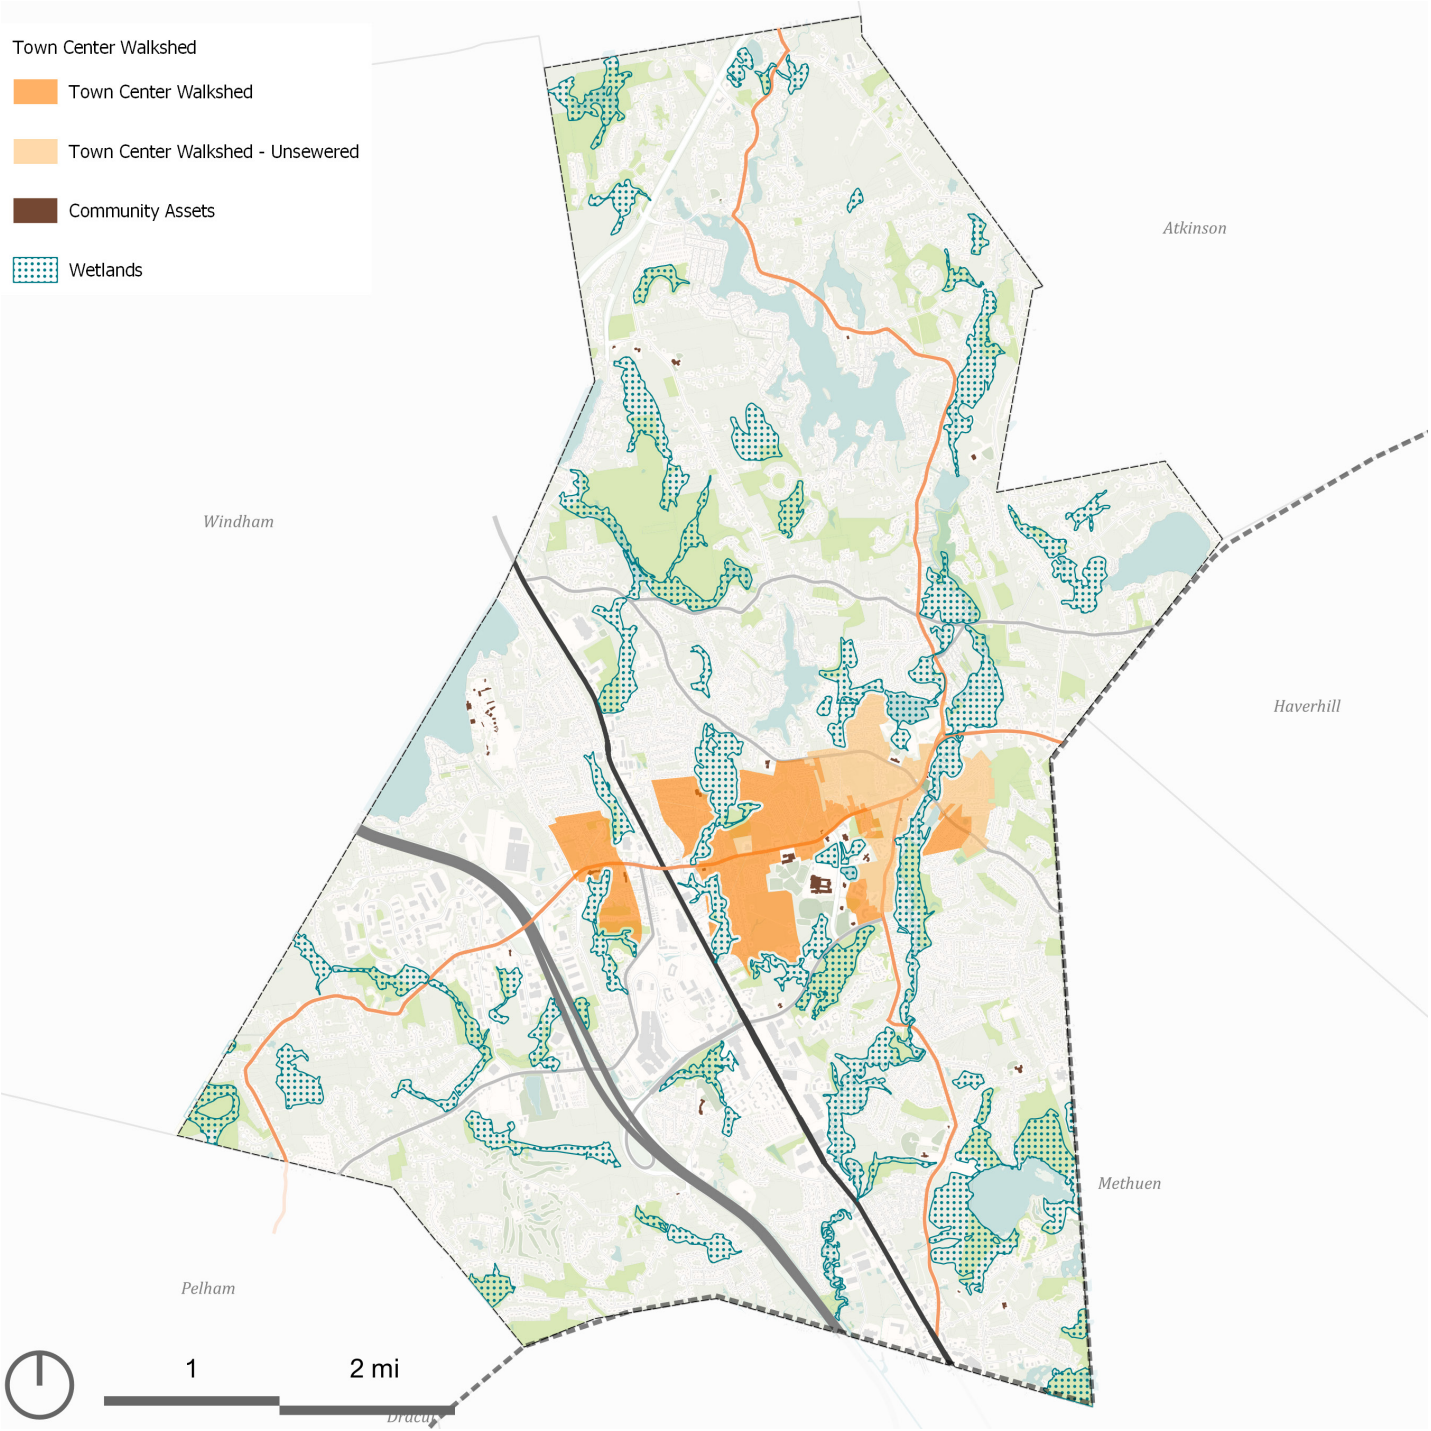 Town Center Walkshed
Town Center Walkshed
Town Center Walkshed - Unsewered
Community Assets
Wetlands
Atkinson
Windham
Haverhill
Methuen
Pelham
1
2 mi
Dracut